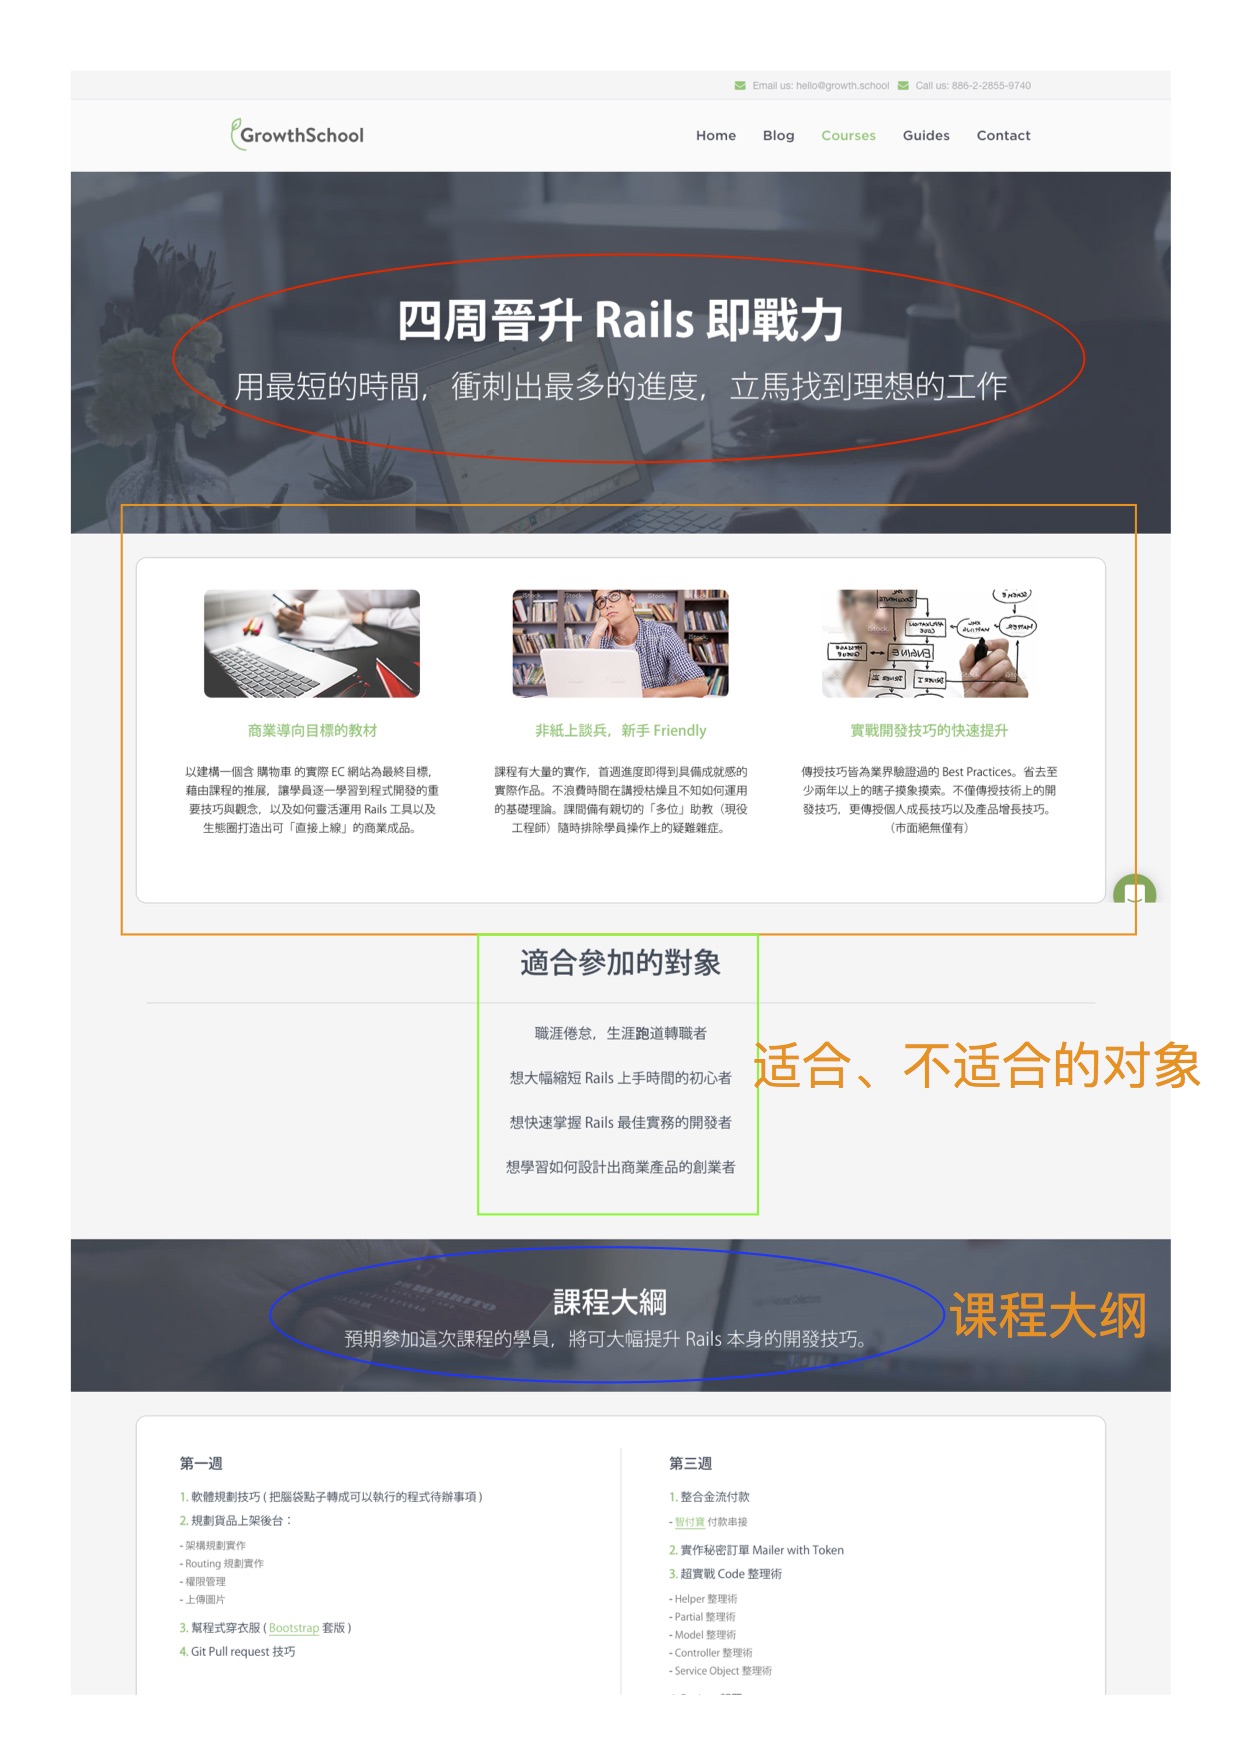 Email us: hello@growth.school Call us: 886-2-2855-9740
GrowthSchool
Home Blog Courses Guides Contact
四周晉升 Rails 即戰力
用最短的時間，衝刺出最多的進度，立馬找到理想的工作
商業導向目標的教材
以建構一個含 購物車 的實際 EC 網站為最終目標，
藉由課程的推展，讓學員逐一學習到程式開發的重
要技巧與觀念，以及如何靈活運用 Rails 工具以及
生態圈打造出可「直接上線」的商業成品。
非紙上談兵，新手 Friendly
課程有大量的實作，首週進度即得到具備成就感的
實際作品。不浪費時間在講授枯燥且不知如何運用
的基礎理論。課間備有親切的「多位」助教（現役
工程師）隨時排除學員操作上的疑難雜症。
實戰開發技巧的快速提升
傳授技巧皆為業界驗證過的 Best Practices。省去至
少兩年以上的瞎子摸象摸索。不僅傳授技術上的開
發技巧，更傳授個人成長技巧以及產品增長技巧。
（市面絕無僅有）
適合參加的對象
職涯倦怠，生涯跑道轉職者
想大幅縮短 Rails 上手時間的初心者
想快速掌握 Rails 最佳實務的開發者
想學習如何設計出商業產品的創業者
适合、不适合的对象
課程大綱
預期參加這次課程的學員，將可大幅提升 Rails 本身的開發技巧。
课程大纲
第一週
1. 軟體規劃技巧 ( 把腦袋點子轉成可以執行的程式待辦事項 )
2. 規劃貨品上架後台：
- 架構規劃實作
- Routing 規劃實作
- 權限管理
- 上傳圖片
3. 幫程式穿衣服 ( Bootstrap 套版 )
4. Git Pull request 技巧
第三週
1. 整合金流付款
- 智付寶 付款串接
2. 實作秘密訂單 Mailer with Token
3. 超實戰 Code 整理術
- Helper 整理術
- Partial 整理術
- Model 整理術
- Controller 整理術
- Service Object 整理術